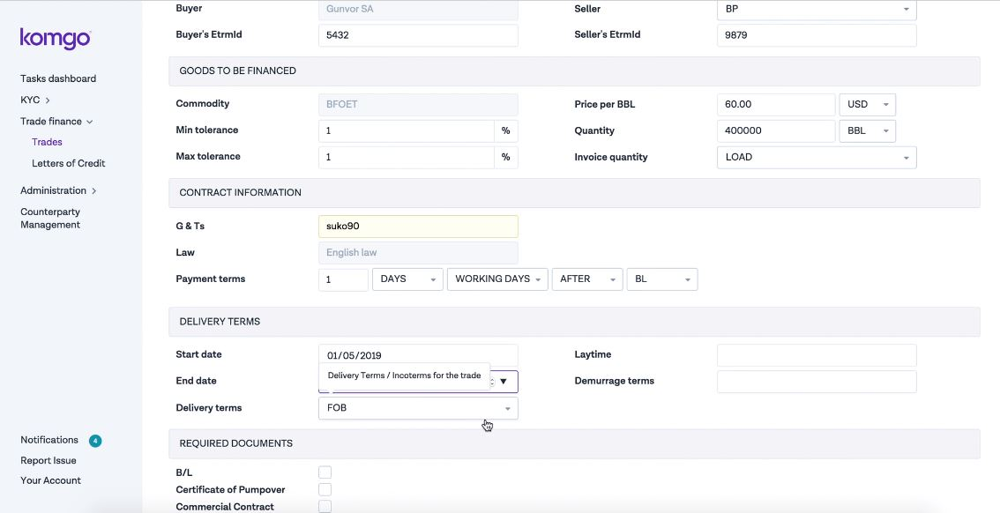 komgo
Tasks dashboard
KYC
Trade finance
Trades
Letters of Credit
Administration
Counterparty
Management
Notifications 4
Report Issue
Your Account
Buyer Gunvor SA Seller BP
Buyer's EtrmId 5432 Seller's EtrmId 9879
GOODS TO BE FINANCED
Commodity BFOET Price per BBL 60.00 USD
Min tolerance 1 % Quantity 400000 BBL
Max tolerance 1 % Invoice quantity LOAD
CONTRACT INFORMATION
G & Ts suko90
Law English law
Payment terms 1 DAYS WORKING DAYS AFTER BL
DELIVERY TERMS
Start date 01/05/2019 Laytime
Delivery Terms / Incoterms for the trade
End date Demurrage terms
Delivery terms FOB
REQUIRED DOCUMENTS
B/L
Certificate of Pumpover
Commercial Contract